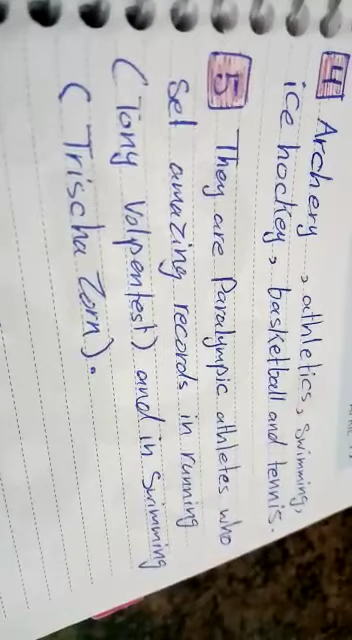 4 Archery, athletics, swimming,
ice hockey, basketball and tennis.
5 They are Paralympic athletes who
set amazing records in running
(Tony Volpentest) and in swimming
(Trischa Zorn).